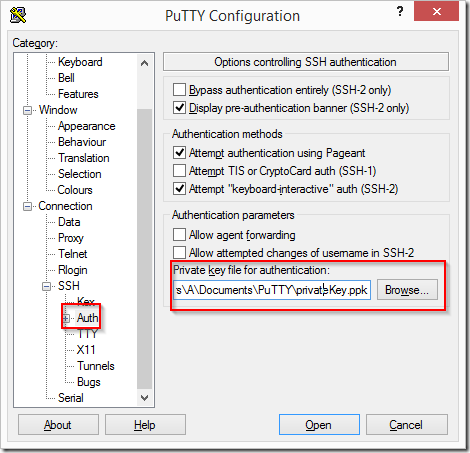 PuTTY Configuration
?
Category:
Keyboard
Bell
Features
Window
Appearance
Behaviour
Translation
Selection
Colours
Connection
Data
Proxy
Telnet
Rlogin
SSH
Kex
Auth
TTY
X11
Tunnels
Bugs
Serial
Options controlling SSH authentication
Bypass authentication entirely (SSH-2 only)
Display pre-authentication banner (SSH-2 only)
Authentication methods
Attempt authentication using Pageant
Attempt TIS or CryptoCard auth (SSH-1)
Attempt "keyboard-interactive" auth (SSH-2)
Authentication parameters
Allow agent forwarding
Allow attempted changes of username in SSH-2
Private key file for authentication:
s\A\Documents\PuTTY\privateKey.ppk
Browse...
About
Help
Open
Cancel